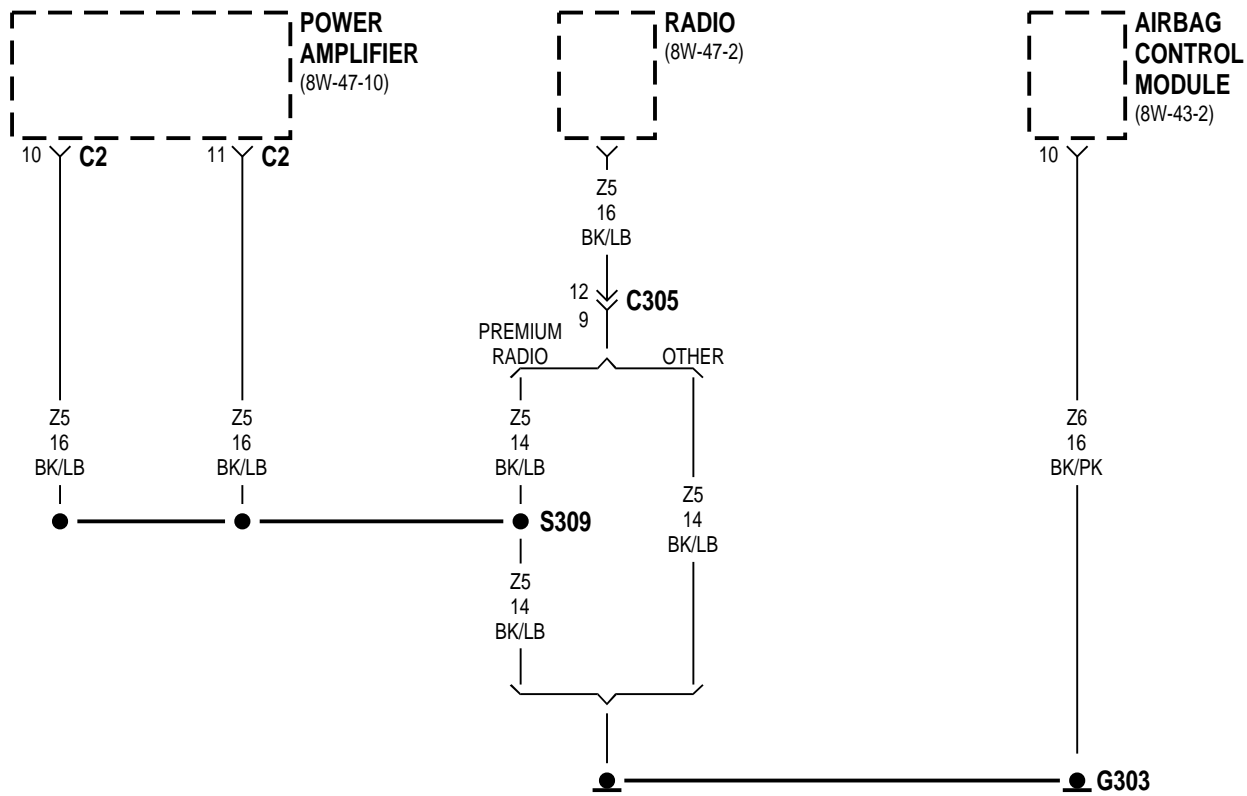 POWER
AMPLIFIER
(8W-47-10)
RADIO
(8W-47-2)
AIRBAG
CONTROL
MODULE
(8W-43-2)
10
C2
11
C2
10
Z5
16
BK/LB
12
C305
9
PREMIUM
RADIO
OTHER
Z5
16
BK/LB
Z5
16
BK/LB
Z5
14
BK/LB
Z6
16
BK/PK
Z5
14
BK/LB
S309
Z5
14
BK/LB
G303